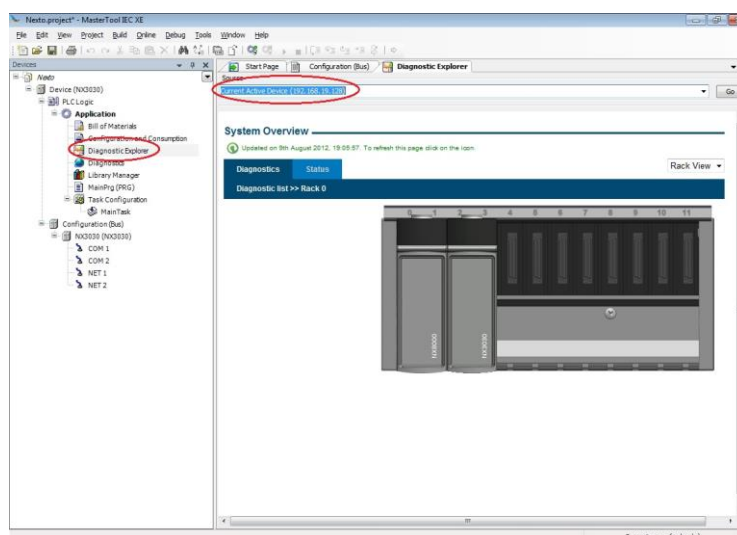 Nexto.project* - MasterTool IEC XE
File Edit View Project Build Online Debug Tools Window Help
Devices
Start Page Configuration (Bus) Diagnostic Explorer
Nexto
Device (NX3030)
PLC Logic
Application
Bill of Materials
Configuration and Consumption
Diagnostic Explorer
Diagnostics
Library Manager
MainPrg (PRG)
Task Configuration
MainTask
Configuration (Bus)
NX3030 (NX3030)
COM 1
COM 2
NET 1
NET 2
Source
Current Active Device (192.168.19.128)
Go
System Overview
Updated on 9th August 2012, 19:05:57. To refresh this page click on the icon.
Diagnostics Status
Rack View
Diagnostic list >> Rack 0
0 1 2 3 4 5 6 7 8 9 10 11
NX8000
NX3030